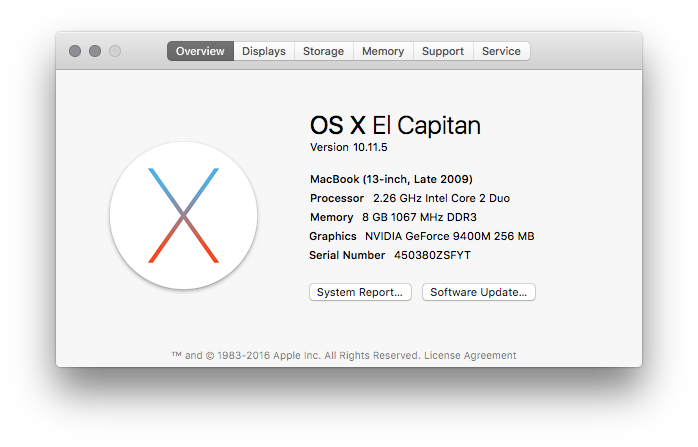 Overview Displays Storage Memory Support Service
OS X El Capitan
Version 10.11.5
MacBook (13-inch, Late 2009)
Processor 2.26 GHz Intel Core 2 Duo
Memory 8 GB 1067 MHz DDR3
Graphics NVIDIA GeForce 9400M 256 MB
Serial Number 450380ZSFYT
System Report... Software Update...
™ and © 1983-2016 Apple Inc. All Rights Reserved. License Agreement